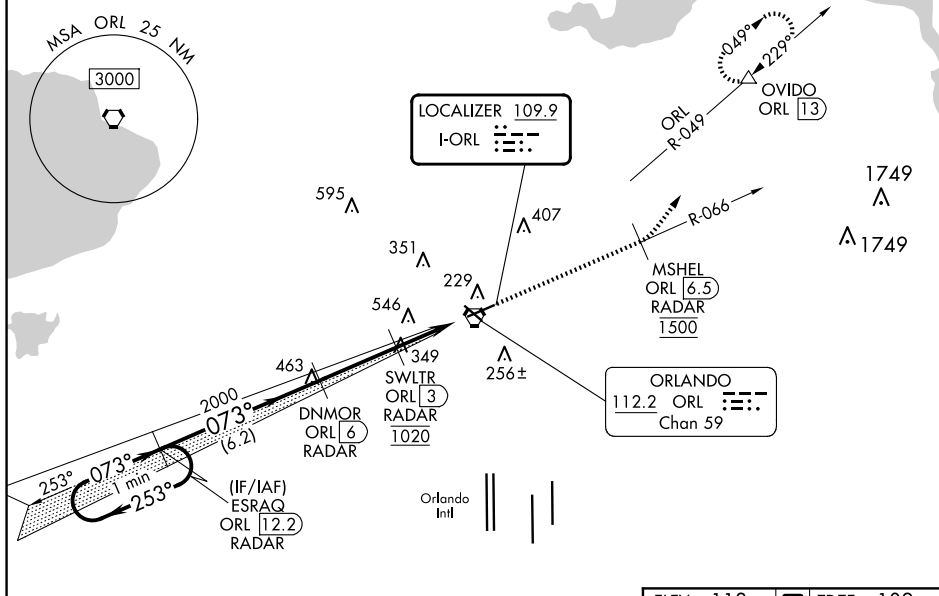 MSA ORL 25 NM
3000
LOCALIZER 109.9
I-ORL
049°
229°
OVIDO
ORL 13
ORL
R-049
1749
1749
595
407
R-066
351
MSHEL
ORL 6.5
RADAR
1500
229
546
349
256±
463
SWLTR
ORL 3
RADAR
1020
ORLANDO
112.2 ORL
Chan 59
DNMOR
ORL 6
RADAR
2000
073°
(6.2)
253°
073°
1 min
253°
(IF/IAF)
ESRAQ
ORL 12.2
RADAR
Orlando
Intl